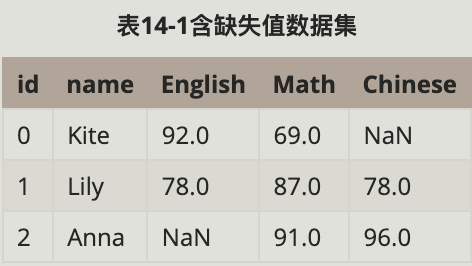 表14-1含缺失值数据集
id name English Math Chinese
0 Kite 92.0 69.0 NaN
1 Lily 78.0 87.0 78.0
2 Anna NaN 91.0 96.0